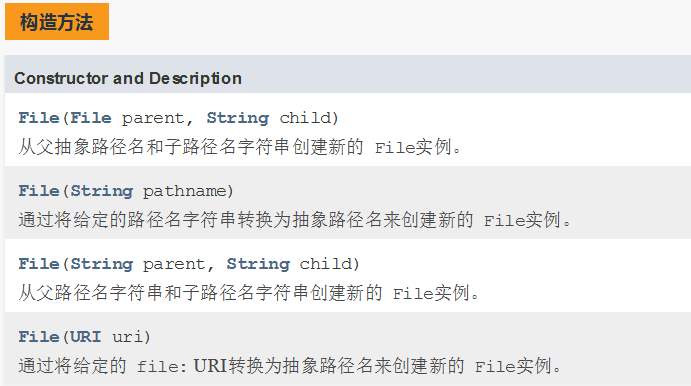 构造方法
Constructor and Description
File(File parent, String child)
从父抽象路径名和子路径名字符串创建新的 File实例。
File(String pathname)
通过将给定的路径名字符串转换为抽象路径名来创建新的 File实例。
File(String parent, String child)
从父路径名字符串和子路径名字符串创建新的 File实例。
File(URI uri)
通过将给定的 file: URI转换为抽象路径名来创建新的 File实例。